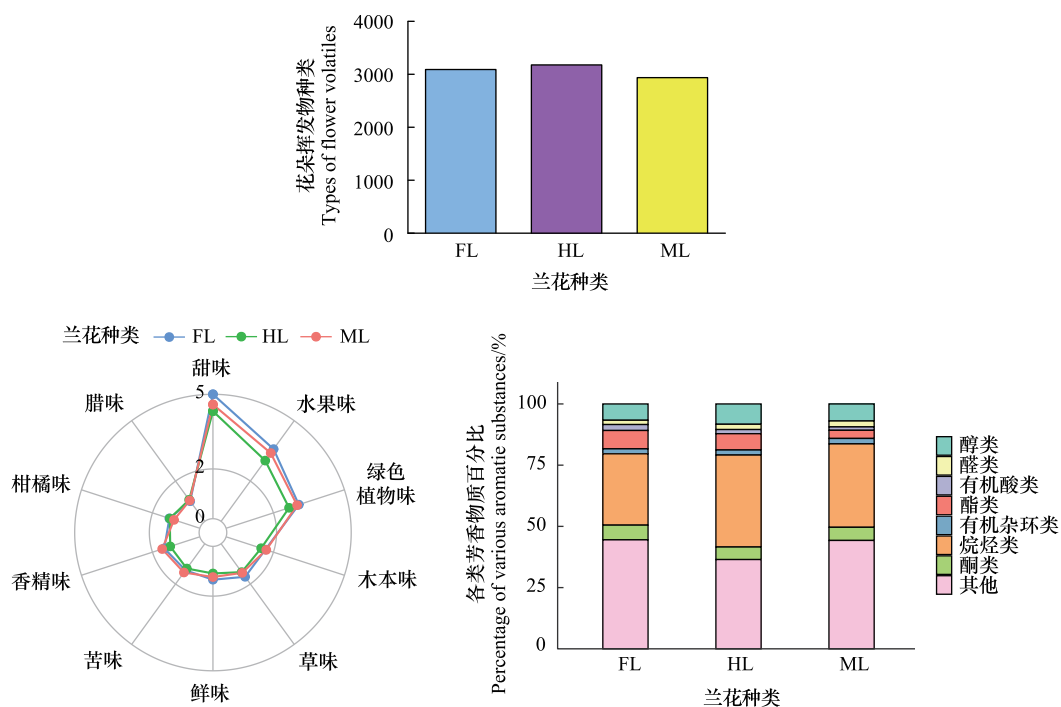 4000
3000
2000
1000
0
花朵挥发物种类
Types of flower volatiles
FL HL ML
兰花种类
兰花种类 FL HL ML
甜味
水果味
绿色
植物味
木本味
草味
鲜味
苦味
香精味
柑橘味
腊味
5
2
0
各类芳香物质百分比
Percentage of various aromatie substances/%
100
75
50
25
0
FL HL ML
兰花种类
醇类
醛类
有机酸类
酯类
有机杂环类
烷烃类
酮类
其他